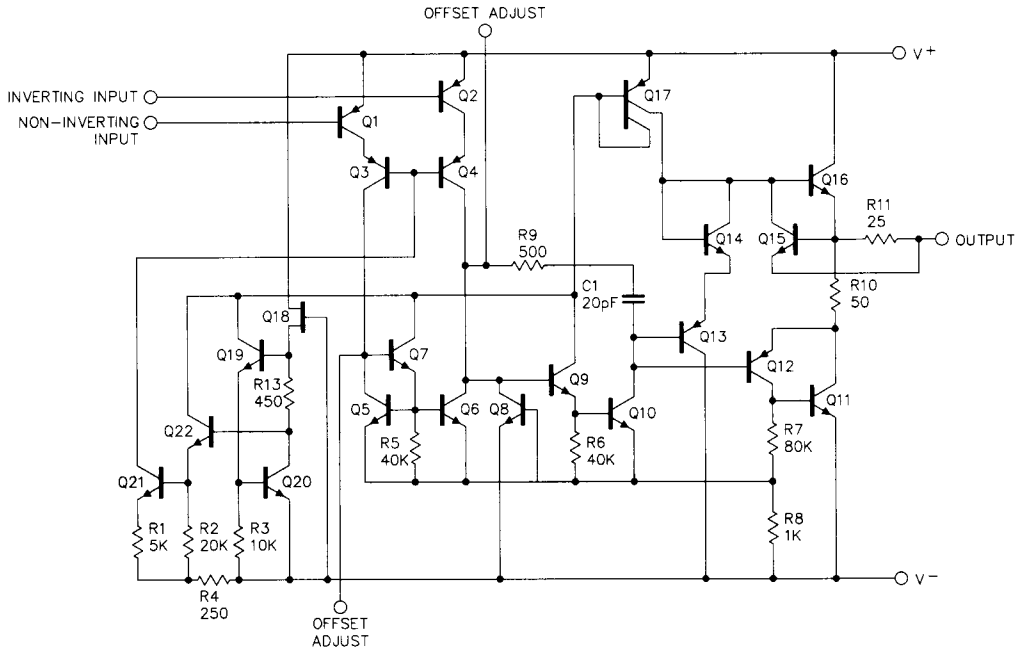 OFFSET ADJUST
V+
INVERTING INPUT
NON-INVERTING
INPUT
Q2
Q1
Q17
Q3
Q4
Q16
R11
25
Q14
Q15
OUTPUT
R9
500
C1
20pF
R10
50
Q18
Q13
Q19
Q7
Q12
R13
450
Q9
Q5
Q6
Q8
Q10
Q11
Q22
R5
40K
R6
40K
R7
80K
Q21
Q20
R1
5K
R2
20K
R3
10K
R8
1K
R4
250
V-
OFFSET
ADJUST